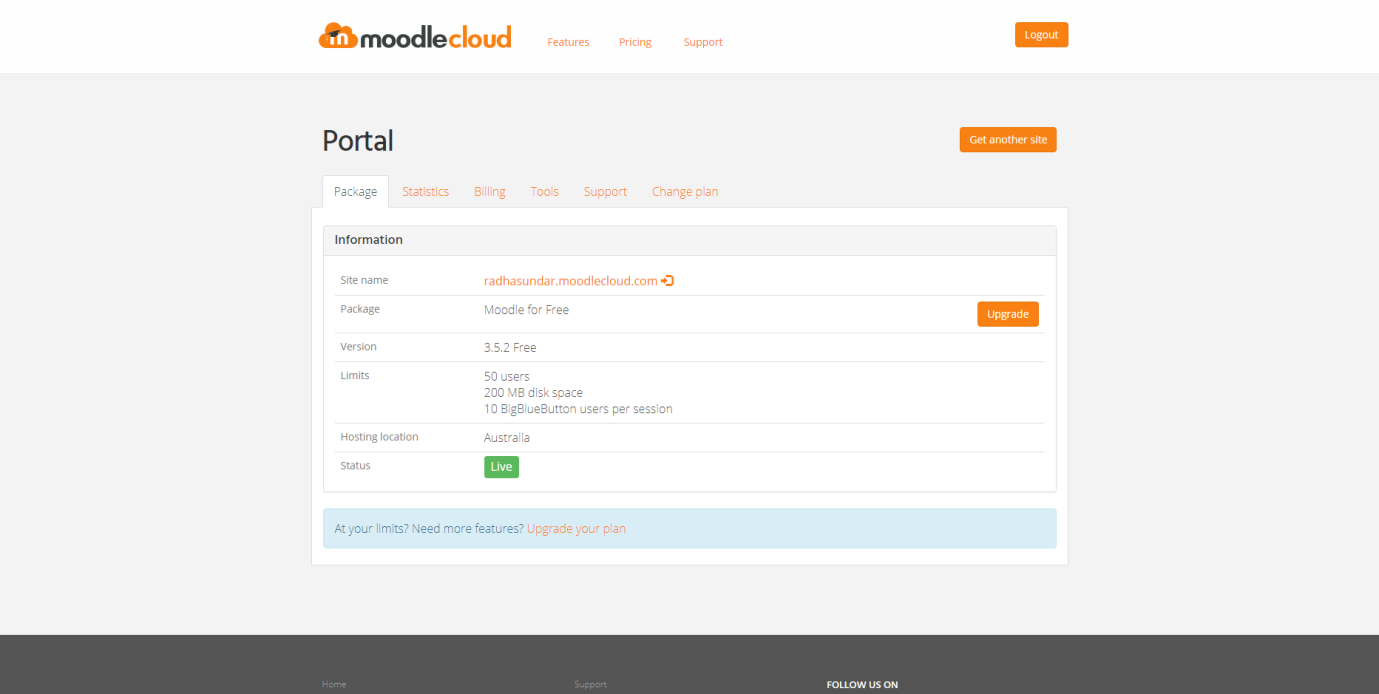 moodlecloud
Features Pricing Support
Logout
Portal
Get another site
Package Statistics Billing Tools Support Change plan
Information
Site name radhasundar.moodlecloud.com
Package Moodle for Free Upgrade
Version 3.5.2 Free
Limits 50 users
200 MB disk space
10 BigBlueButton users per session
Hosting location Australia
Status Live
At your limits? Need more features? Upgrade your plan
Home Support FOLLOW US ON